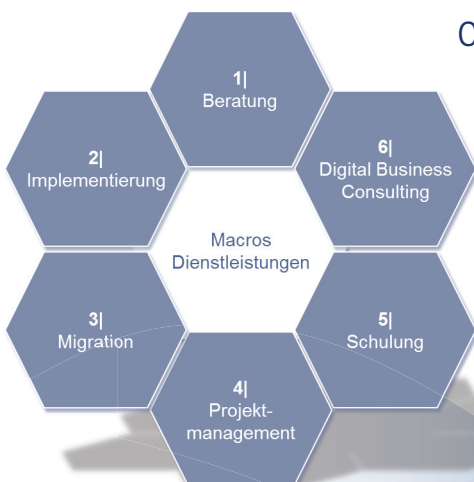 1|
Beratung
2|
Implementierung
3|
Migration
4|
Projekt-
management
5|
Schulung
6|
Digital Business
Consulting
Macros
Dienstleistungen